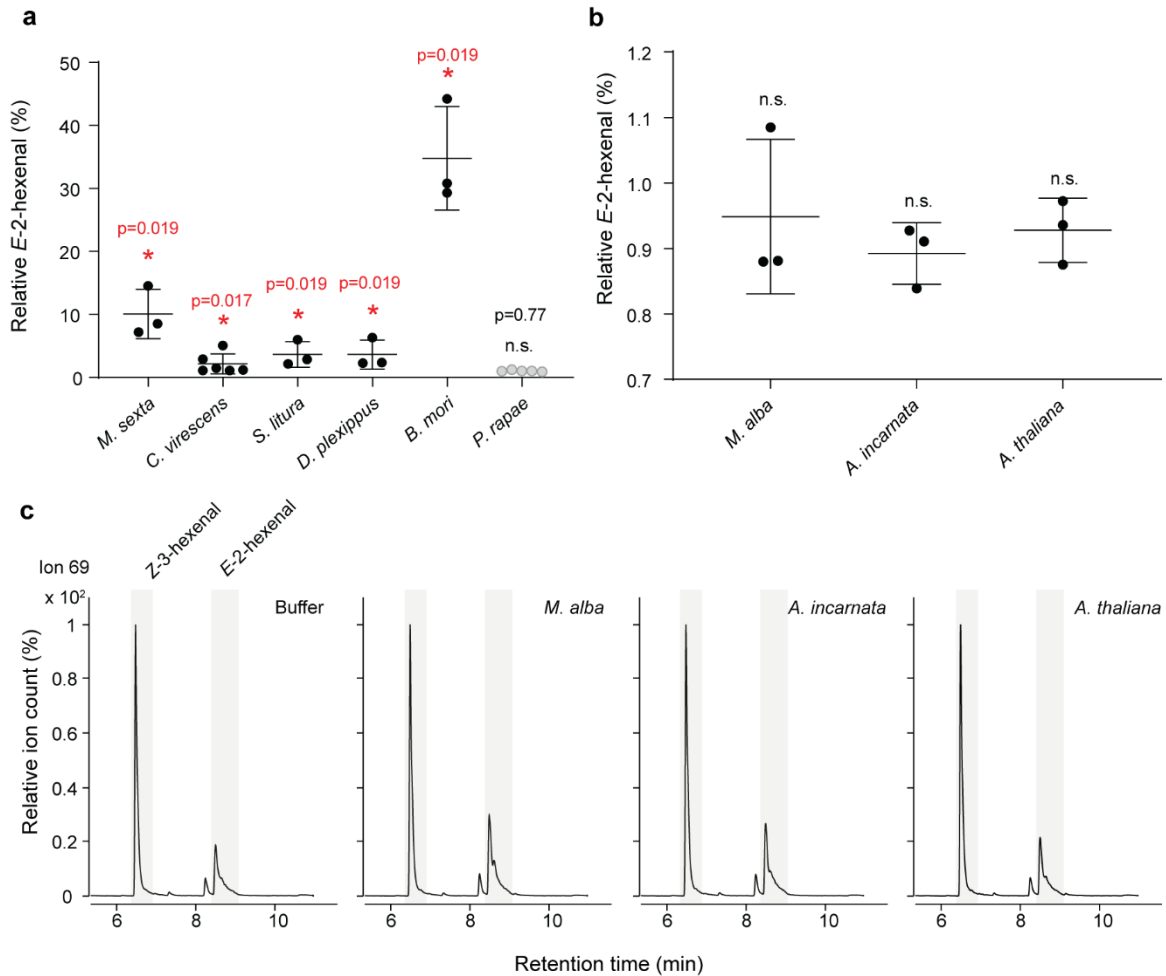 a
Relative E-2-hexenal (%)
50
40
30
20
10
0
p=0.019
*
p=0.017
*
p=0.019
*
p=0.019
*
p=0.019
*
p=0.77
n.s.
M. sexta
C. virescens
S. litura
D. plexippus
B. mori
P. rapae
b
Relative E-2-hexenal (%)
1.2
1.1
1.0
0.9
0.8
0.7
n.s.
n.s.
n.s.
M. alba
A. incarnata
A. thaliana
c
Z-3-hexenal
E-2-hexenal
Ion 69
x 10²
Relative ion count (%)
1
0.8
0.6
0.4
0.2
0
Buffer
M. alba
A. incarnata
A. thaliana
6 8 10
6 8 10
6 8 10
6 8 10
Retention time (min)